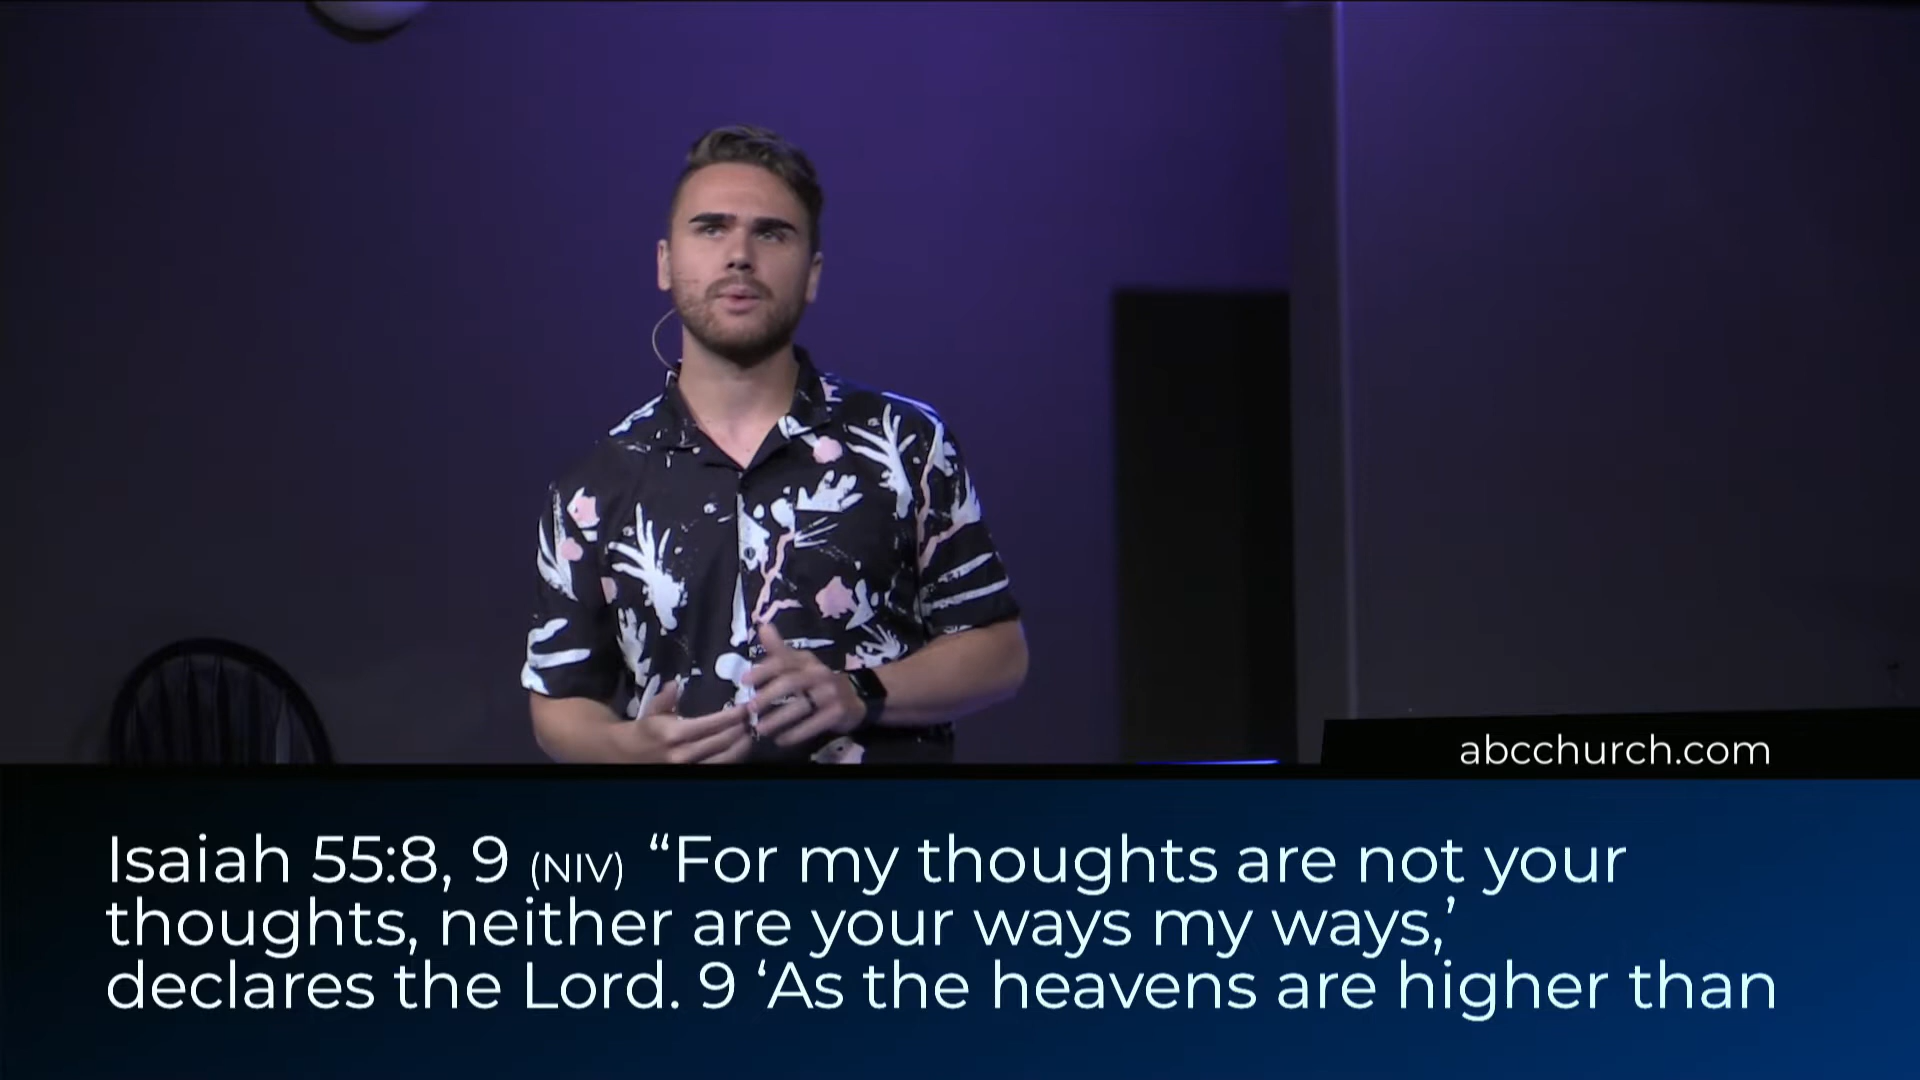 abcchurch.com
Isaiah 55:8, 9 (NIV) “For my thoughts are not your
thoughts, neither are your ways my ways,’
declares the Lord. 9 ‘As the heavens are higher than